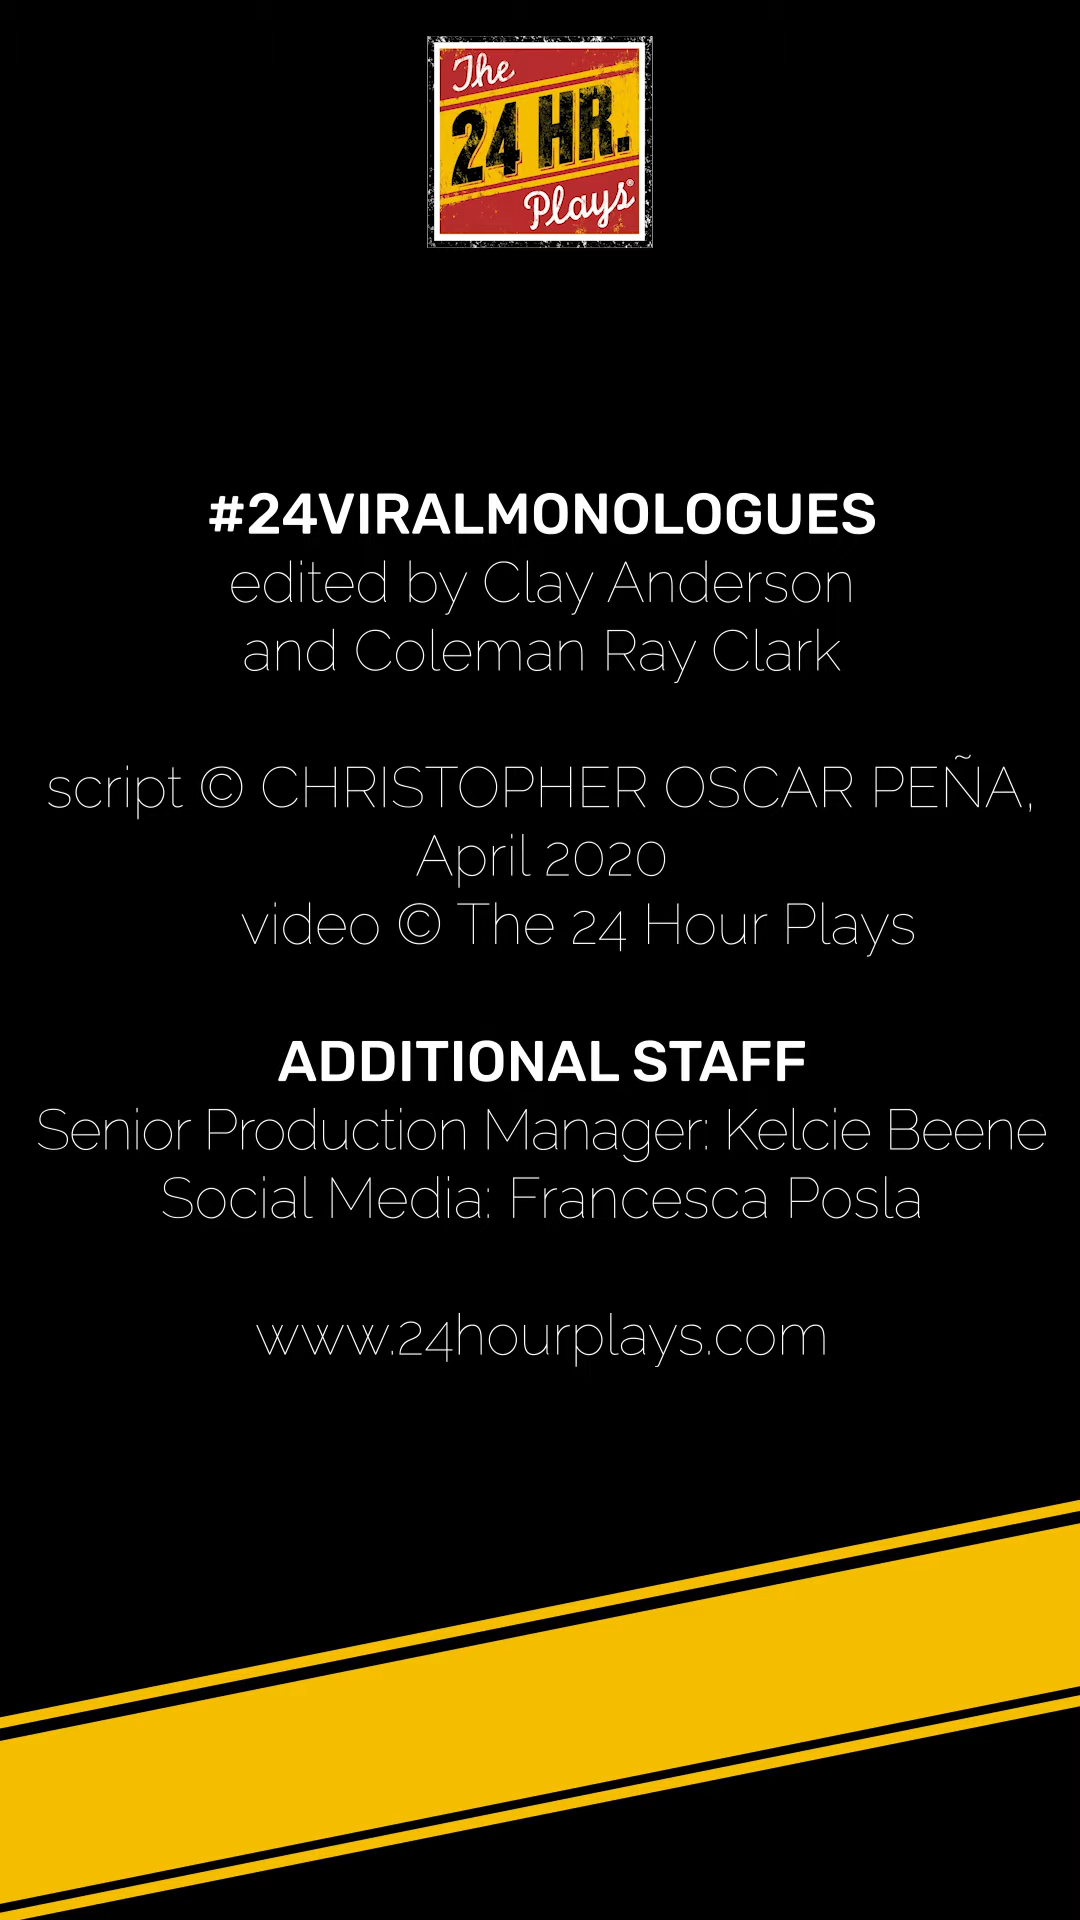 The
24 HR.
Plays®
#24VIRALMONOLOGUES
edited by Clay Anderson
and Coleman Ray Clark
script © CHRISTOPHER OSCAR PEÑA,
April 2020
video © The 24 Hour Plays
ADDITIONAL STAFF
Senior Production Manager: Kelcie Beene
Social Media: Francesca Posla
www.24hourplays.com